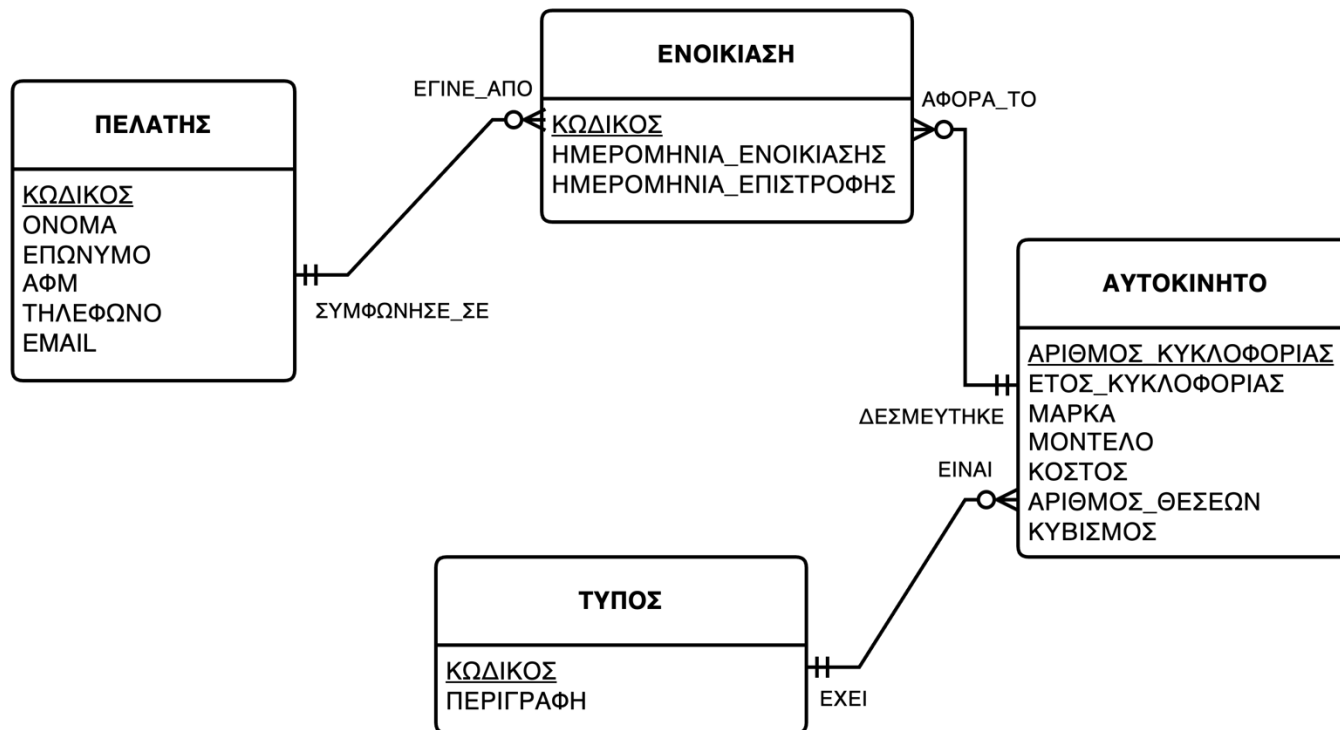 ΠΕΛΑΤΗΣ
ΚΩΔΙΚΟΣ
ΟΝΟΜΑ
ΕΠΩΝΥΜΟ
ΑΦΜ
ΤΗΛΕΦΩΝΟ
EMAIL
ΕΓΙΝΕ_ΑΠΟ
ΣΥΜΦΩΝΗΣΕ_ΣΕ
ΕΝΟΙΚΙΑΣΗ
ΚΩΔΙΚΟΣ
ΗΜΕΡΟΜΗΝΙΑ_ΕΝΟΙΚΙΑΣΗΣ
ΗΜΕΡΟΜΗΝΙΑ_ΕΠΙΣΤΡΟΦΗΣ
ΑΦΟΡΑ_ΤΟ
ΔΕΣΜΕΥΤΗΚΕ
ΑΥΤΟΚΙΝΗΤΟ
ΑΡΙΘΜΟΣ_ΚΥΚΛΟΦΟΡΙΑΣ
ΕΤΟΣ_ΚΥΚΛΟΦΟΡΙΑΣ
ΜΑΡΚΑ
ΜΟΝΤΕΛΟ
ΚΟΣΤΟΣ
ΑΡΙΘΜΟΣ_ΘΕΣΕΩΝ
ΚΥΒΙΣΜΟΣ
ΕΙΝΑΙ
ΕΧΕΙ
ΤΥΠΟΣ
ΚΩΔΙΚΟΣ
ΠΕΡΙΓΡΑΦΗ